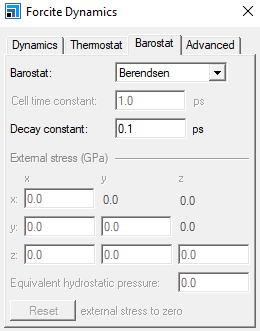 Forcite Dynamics
Dynamics Thermostat Barostat Advanced
Barostat: Berendsen
Cell time constant: 1.0 ps
Decay constant: 0.1 ps
External stress (GPa)
x y z
x: 0.0 0.0 0.0
y: 0.0 0.0 0.0
z: 0.0 0.0 0.0
Equivalent hydrostatic pressure: 0.0
Reset external stress to zero